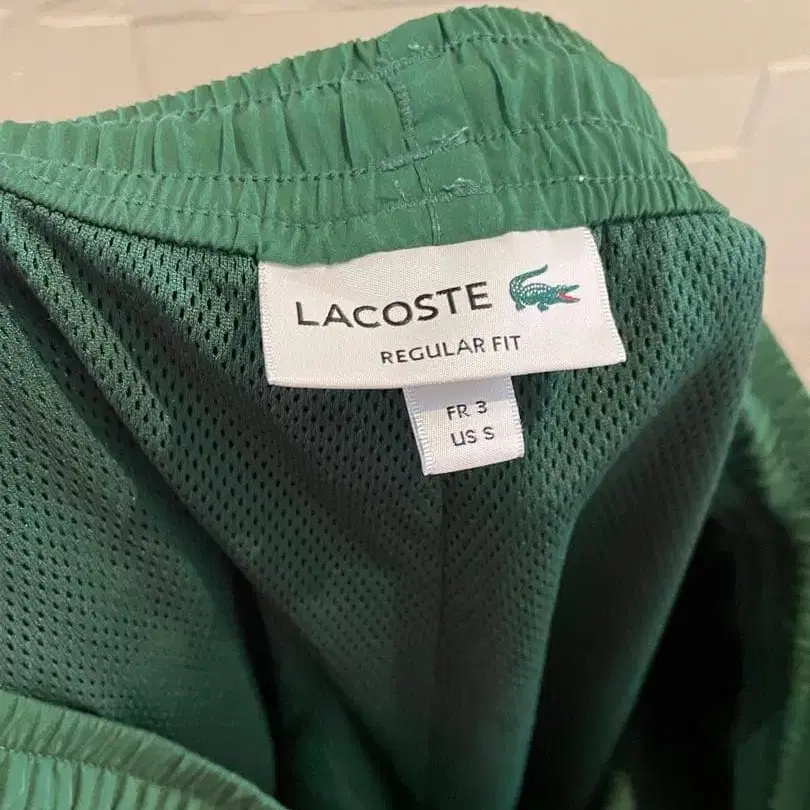 LACOSTE
REGULAR FIT
FR 3
US S